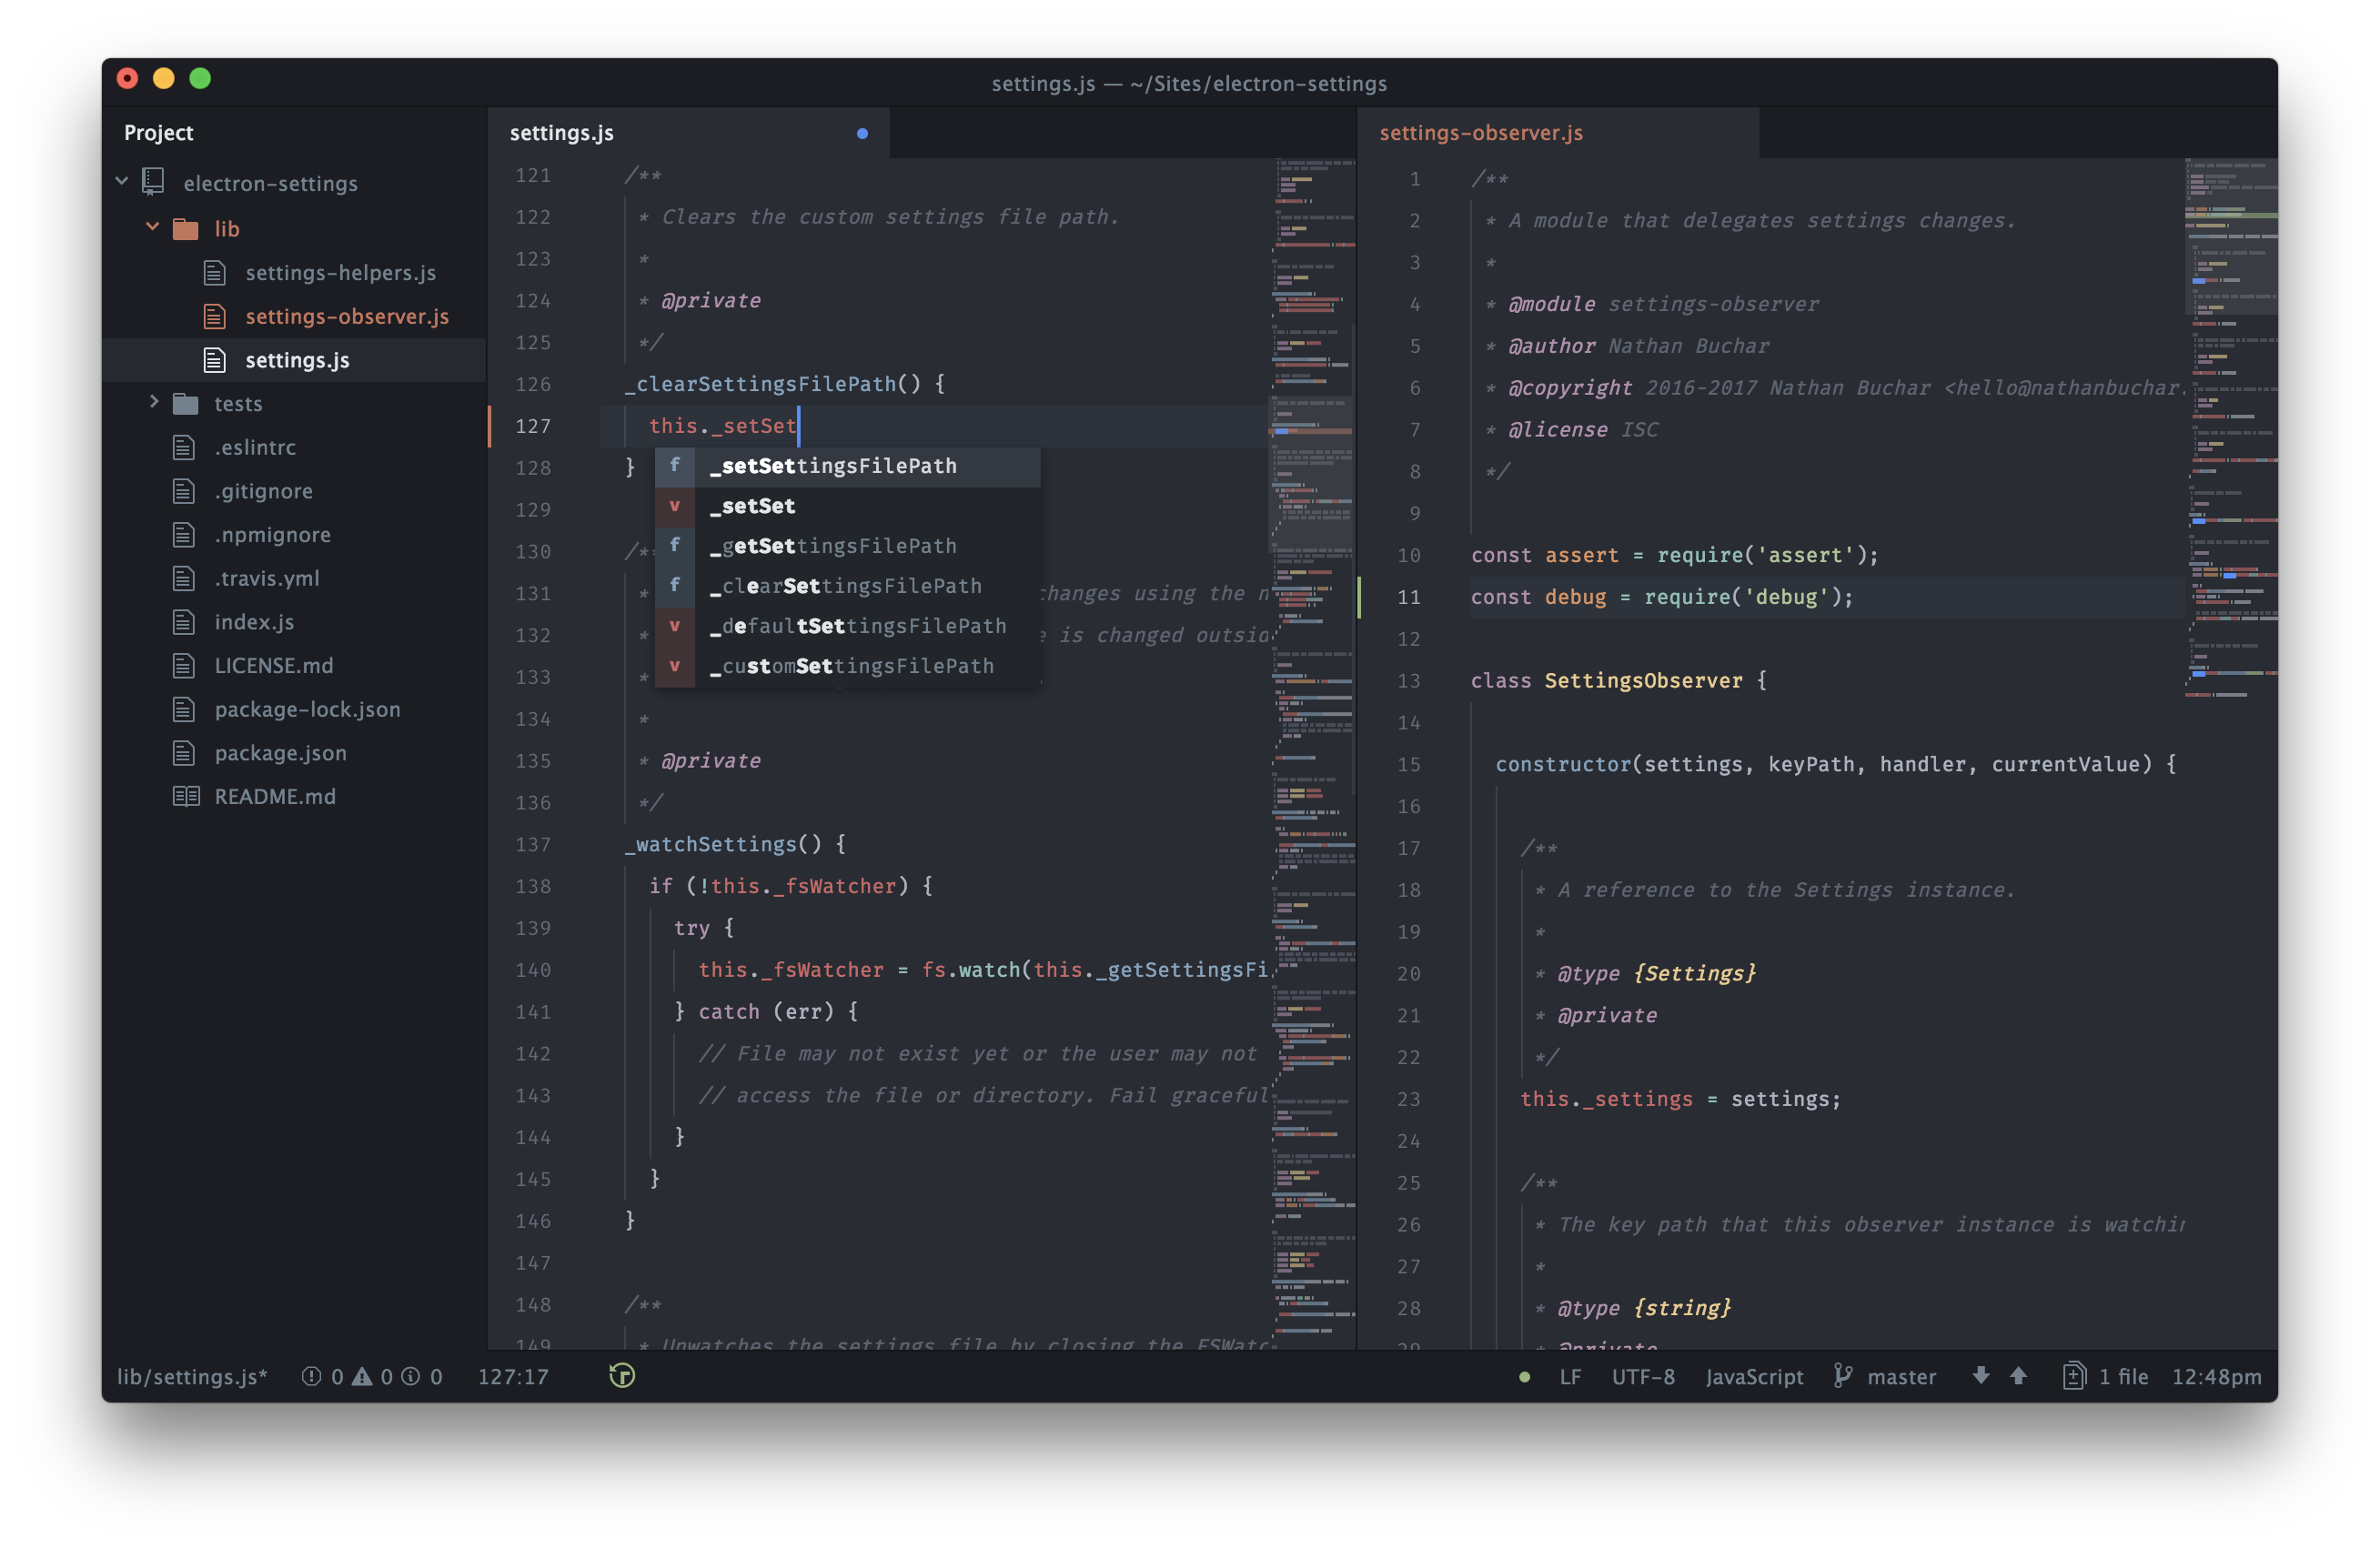 settings.js — ~/Sites/electron-settings
Project
electron-settings
lib
settings-helpers.js
settings-observer.js
settings.js
tests
.eslintrc
.gitignore
.npmignore
.travis.yml
index.js
LICENSE.md
package-lock.json
package.json
README.md
settings.js
121 /**
122 * Clears the custom settings file path.
123 *
124 * @private
125 */
126 _clearSettingsFilePath() {
127 this._setSet
128 }
129
130 /**
131 * changes using the n
132 * e is changed outsid
133 *
134 *
135 * @private
136 */
137 _watchSettings() {
138 if (!this._fsWatcher) {
139 try {
140 this._fsWatcher = fs.watch(this._getSettingsFi
141 } catch (err) {
142 // File may not exist yet or the user may not
143 // access the file or directory. Fail graceful
144 }
145 }
146 }
147
148 /**
149 * Unwatches the settings file by closing the FSWatc
f _setSettingsFilePath
v _setSet
f _getSettingsFilePath
f _clearSettingsFilePath
v _defaultSettingsFilePath
v _customSettingsFilePath
settings-observer.js
1 /**
2 * A module that delegates settings changes.
3 *
4 * @module settings-observer
5 * @author Nathan Buchar
6 * @copyright 2016-2017 Nathan Buchar <hello@nathanbuchar.
7 * @license ISC
8 */
9
10 const assert = require('assert');
11 const debug = require('debug');
12
13 class SettingsObserver {
14
15 constructor(settings, keyPath, handler, currentValue) {
16
17 /**
18 * A reference to the Settings instance.
19 *
20 * @type {Settings}
21 * @private
22 */
23 this._settings = settings;
24
25 /**
26 * The key path that this observer instance is watchin
27 *
28 * @type {string}
29 * @private
lib/settings.js* 0 0 0 127:17 LF UTF-8 JavaScript master 1 file 12:48pm